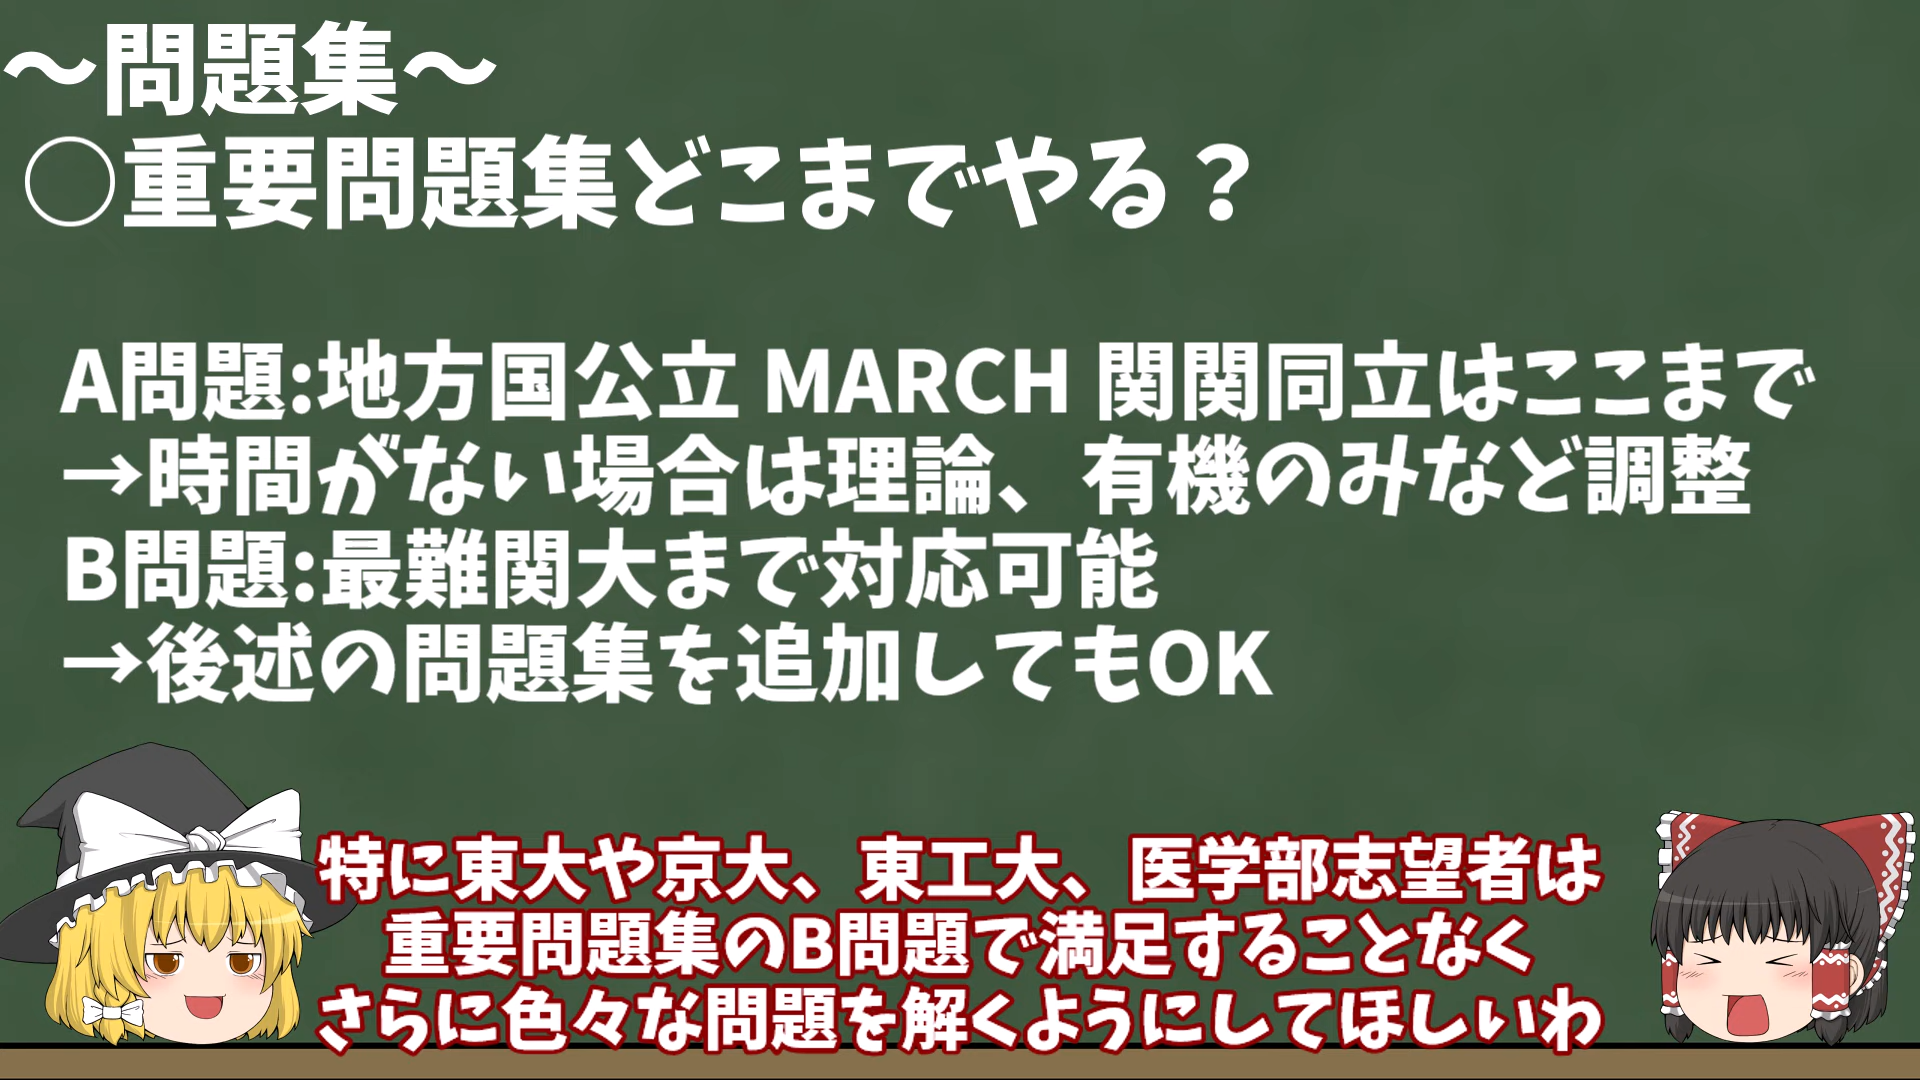 ～問題集～
○重要問題集どこまでやる？
A問題:地方国公立 MARCH 関関同立はここまで
→時間がない場合は理論、有機のみなど調整
B問題:最難関大まで対応可能
→後述の問題集を追加してもOK
特に東大や京大、東工大、医学部志望者は
重要問題集のB問題で満足することなく
さらに色々な問題を解くようにしてほしいわ